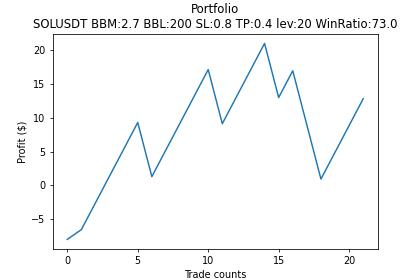 Portfolio
SOLUSDT BBM:2.7 BBL:200 SL:0.8 TP:0.4 lev:20 WinRatio:73.0
20
15
10
5
0
−5
Profit ($)
0 5 10 15 20
Trade counts